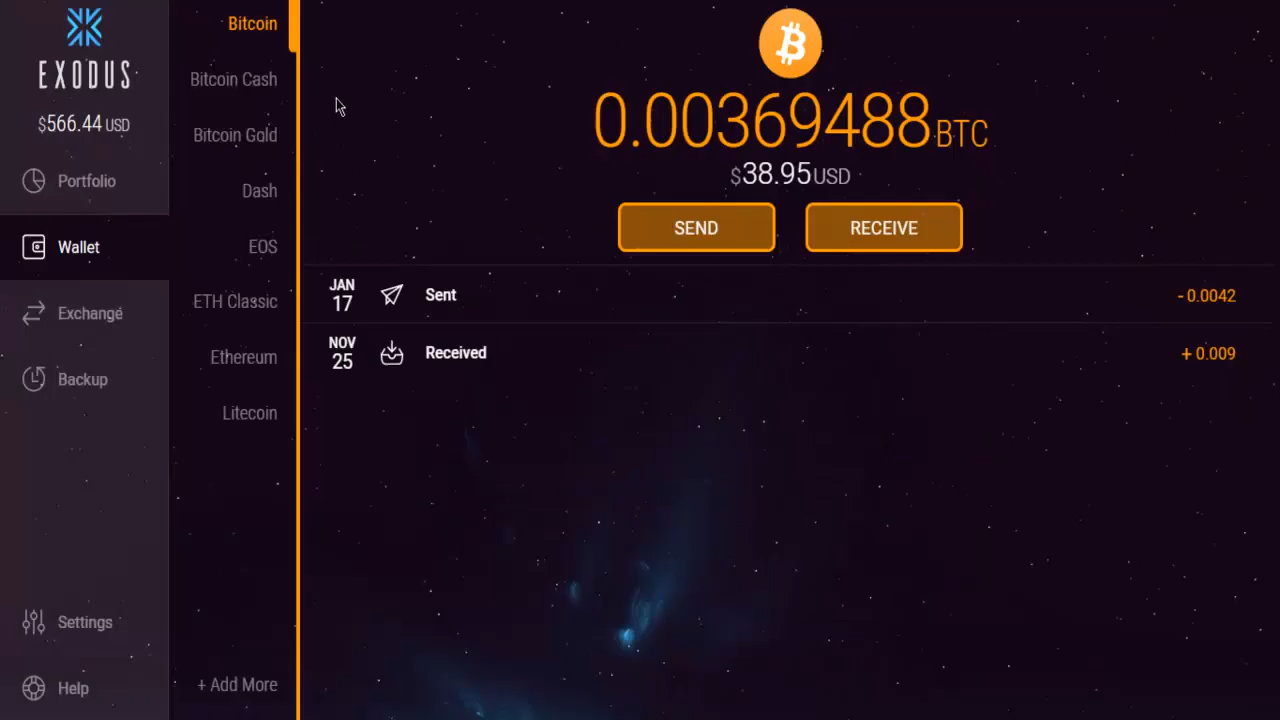 EXODUS
$566.44 USD
Portfolio
Wallet
Exchange
Backup
Settings
Help
Bitcoin
Bitcoin Cash
Bitcoin Gold
Dash
EOS
ETH Classic
Ethereum
Litecoin
+ Add More
0.00369488 BTC
$38.95 USD
SEND
RECEIVE
JAN
17
Sent
- 0.0042
NOV
25
Received
+ 0.009